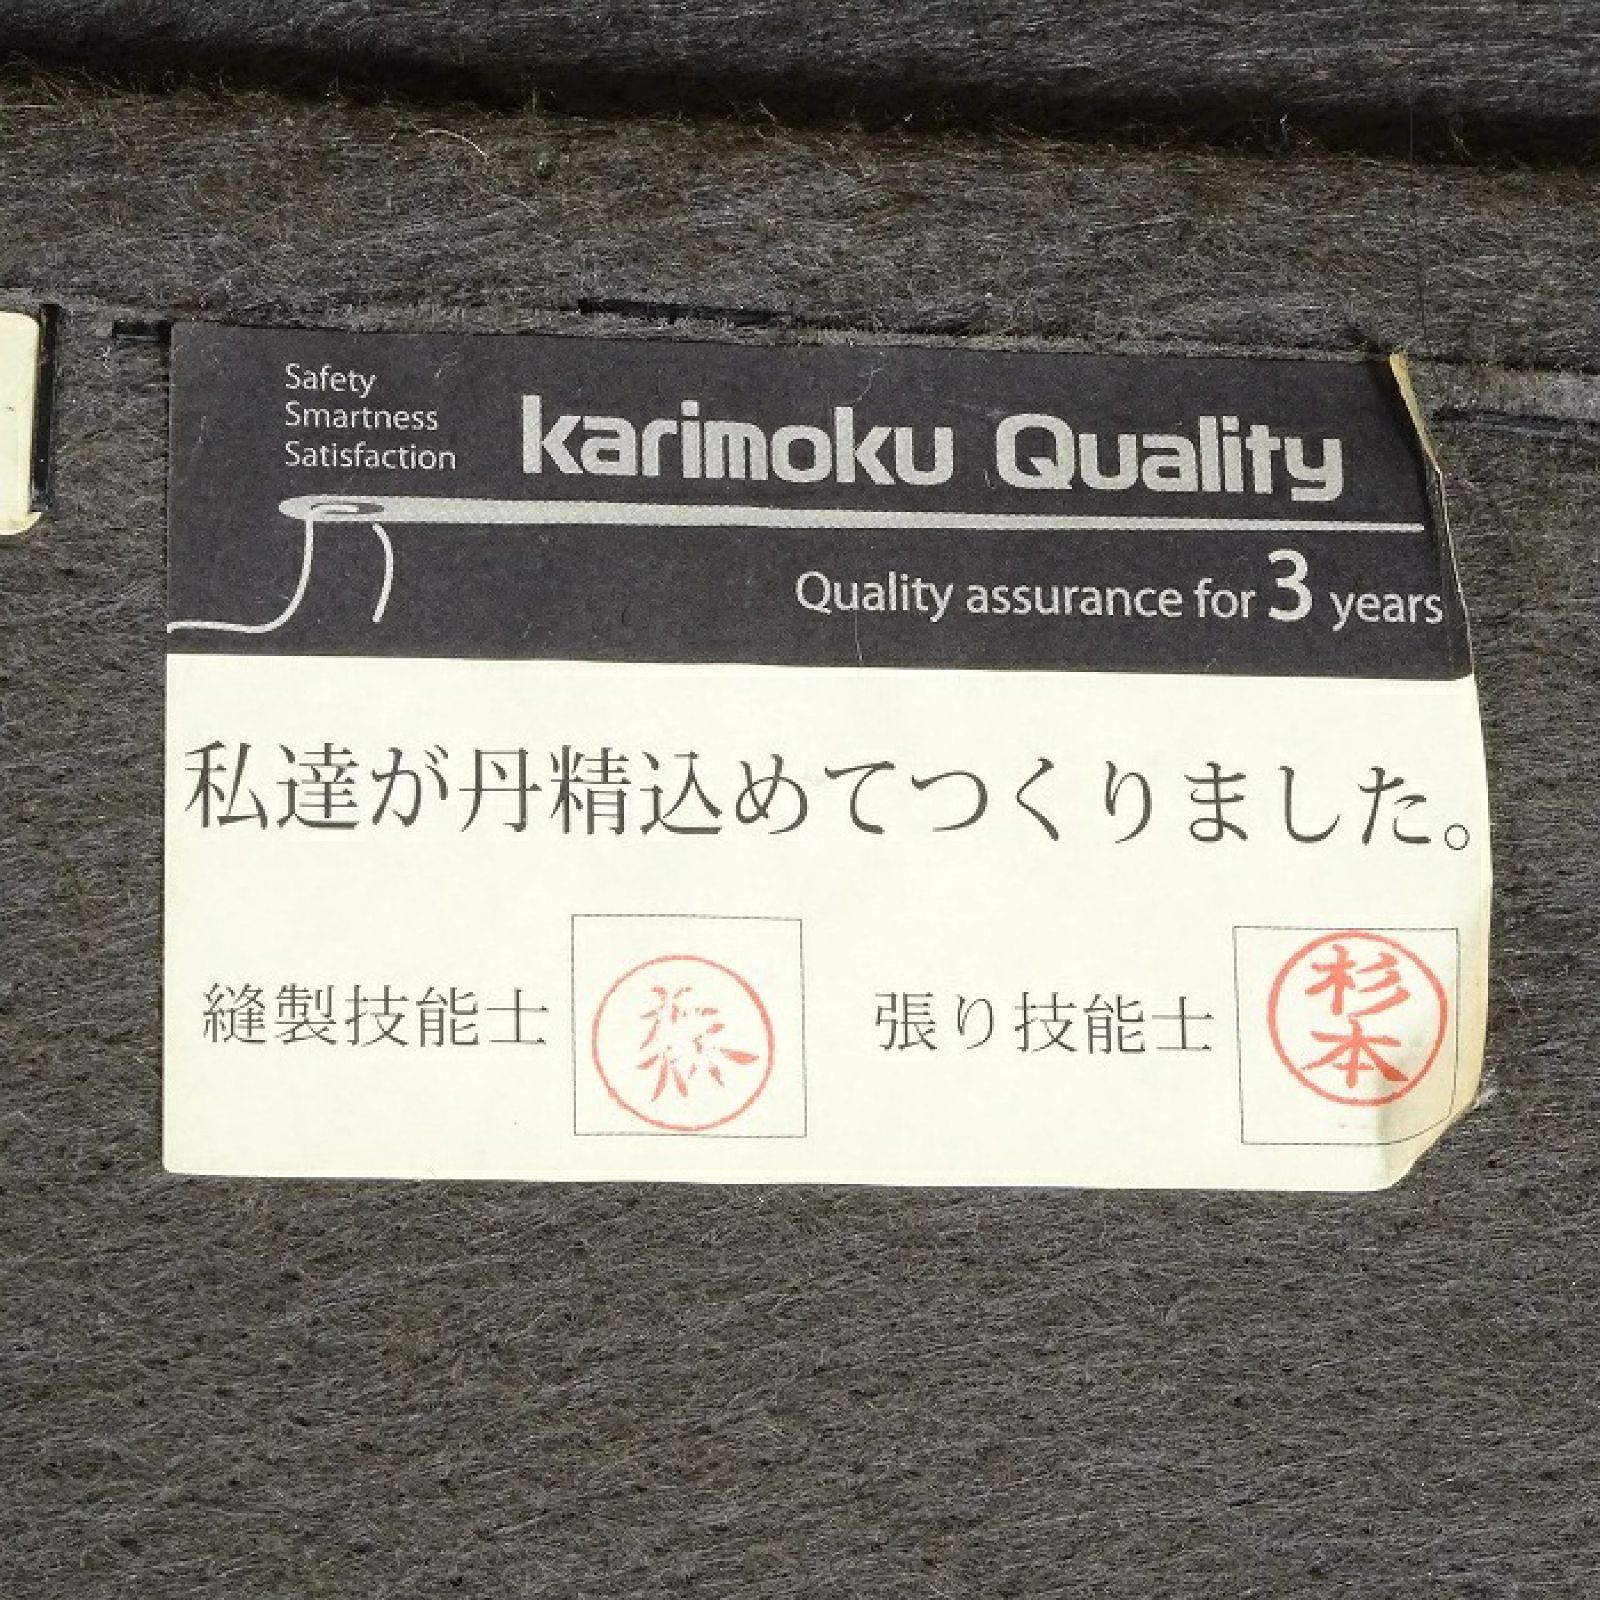 Safety
Smartness
Satisfaction
karimoku Quality
Quality assurance for 3 years
私達が丹精込めてつくりました。
縫製技能士
張り技能士
杉本